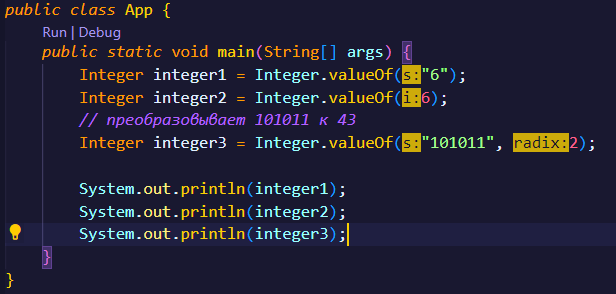 public class App {
Run | Debug
public static void main(String[] args) {
Integer integer1 = Integer.valueOf(s:"6");
Integer integer2 = Integer.valueOf(i:6);
// преобразовывает 101011 к 43
Integer integer3 = Integer.valueOf(s:"101011", radix:2);
System.out.println(integer1);
System.out.println(integer2);
System.out.println(integer3);
}
}